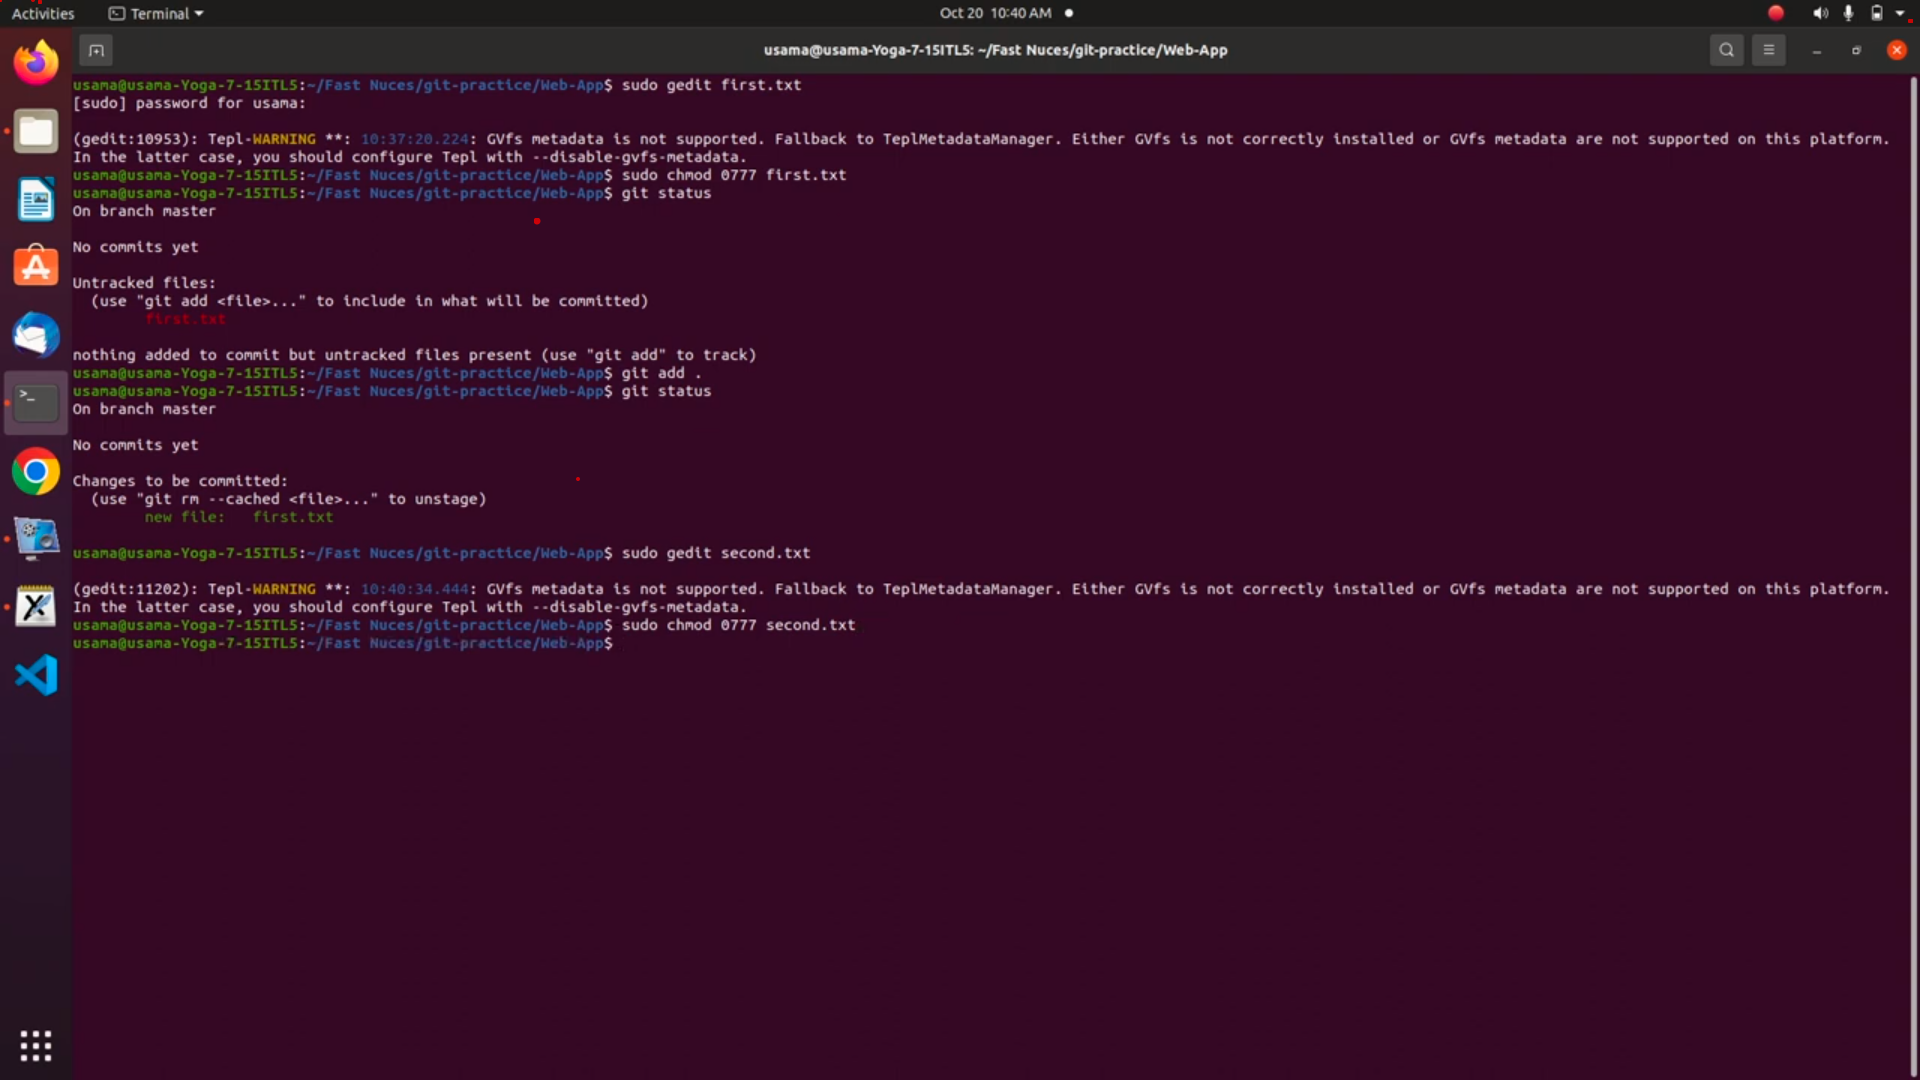 Activities Terminal Oct 20 10:40 AM
usama@usama-Yoga-7-15ITL5: ~/Fast Nuces/git-practice/Web-App
usama@usama-Yoga-7-15ITL5:~/Fast Nuces/git-practice/Web-App$ sudo gedit first.txt
[sudo] password for usama:
(gedit:10953): Tepl-WARNING **: 10:37:20.224: GVfs metadata is not supported. Fallback to TeplMetadataManager. Either GVfs is not correctly installed or GVfs metadata are not supported on this platform.
In the latter case, you should configure Tepl with --disable-gvfs-metadata.
usama@usama-Yoga-7-15ITL5:~/Fast Nuces/git-practice/Web-App$ sudo chmod 0777 first.txt
usama@usama-Yoga-7-15ITL5:~/Fast Nuces/git-practice/Web-App$ git status
On branch master
No commits yet
Untracked files:
(use "git add <file>..." to include in what will be committed)
first.txt
nothing added to commit but untracked files present (use "git add" to track)
usama@usama-Yoga-7-15ITL5:~/Fast Nuces/git-practice/Web-App$ git add .
usama@usama-Yoga-7-15ITL5:~/Fast Nuces/git-practice/Web-App$ git status
On branch master
No commits yet
Changes to be committed:
(use "git rm --cached <file>..." to unstage)
new file:   first.txt
usama@usama-Yoga-7-15ITL5:~/Fast Nuces/git-practice/Web-App$ sudo gedit second.txt
(gedit:11202): Tepl-WARNING **: 10:40:34.444: GVfs metadata is not supported. Fallback to TeplMetadataManager. Either GVfs is not correctly installed or GVfs metadata are not supported on this platform.
In the latter case, you should configure Tepl with --disable-gvfs-metadata.
usama@usama-Yoga-7-15ITL5:~/Fast Nuces/git-practice/Web-App$ sudo chmod 0777 second.txt
usama@usama-Yoga-7-15ITL5:~/Fast Nuces/git-practice/Web-App$